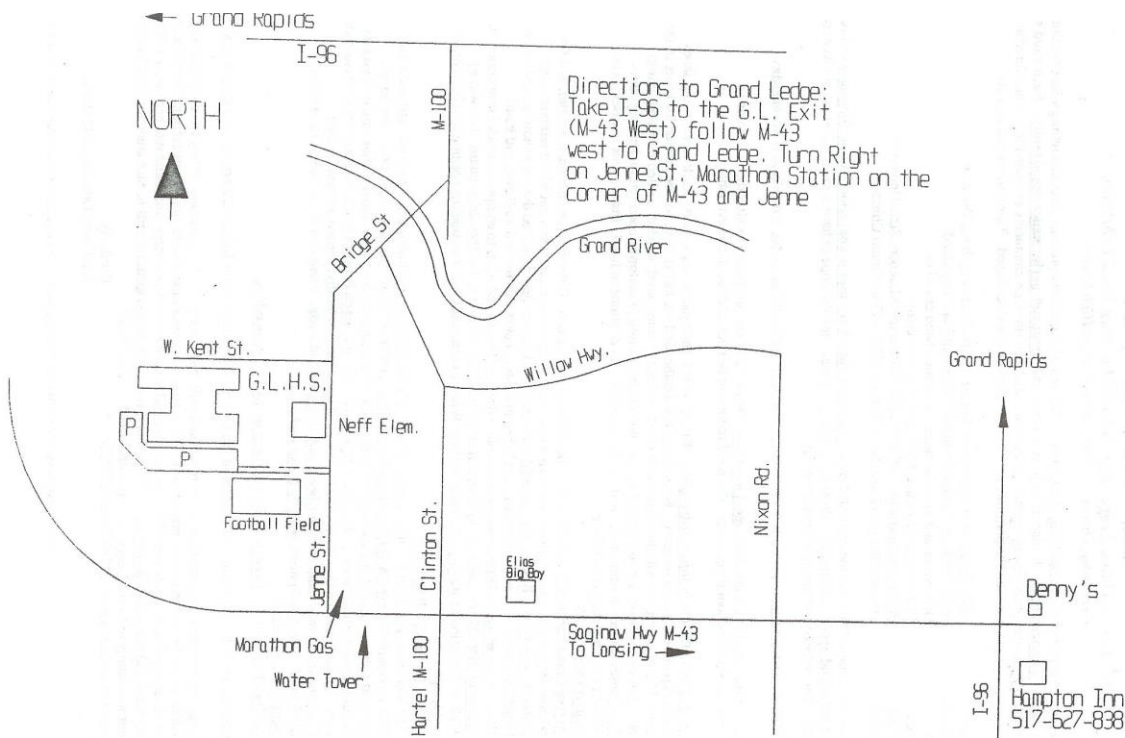 Grand Rapids
I-96
M-100
NORTH
Directions to Grand Ledge:
Take I-96 to the G.L. Exit
(M-43 West) follow M-43
west to Grand Ledge. Turn Right
on Jenne St. Marathon Station on the
corner of M-43 and Jenne
Bridge St
Grand River
W. Kent St.
Willow Hwy.
Grand Rapids
G.L.H.S.
Neff Elem.
P
P
Football Field
Jenne St.
Clinton St.
Nixon Rd.
Elias
Big Boy
Denny's
Marathon Gas
Water Tower
Hartel M-100
Saginaw Hwy M-43
To Lansing
I-96
Hampton Inn
517-627-838